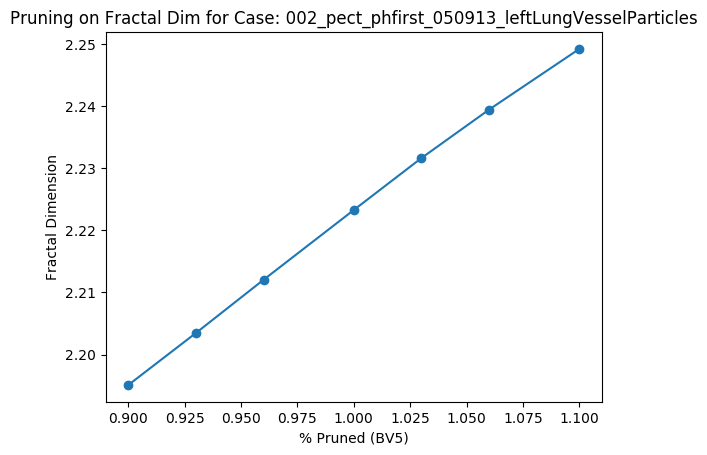 Pruning on Fractal Dim for Case: 002_pect_phfirst_050913_leftLungVesselParticles
2.25
2.24
2.23
2.22
2.21
2.20
Fractal Dimension
0.900 0.925 0.950 0.975 1.000 1.025 1.050 1.075 1.100
% Pruned (BV5)